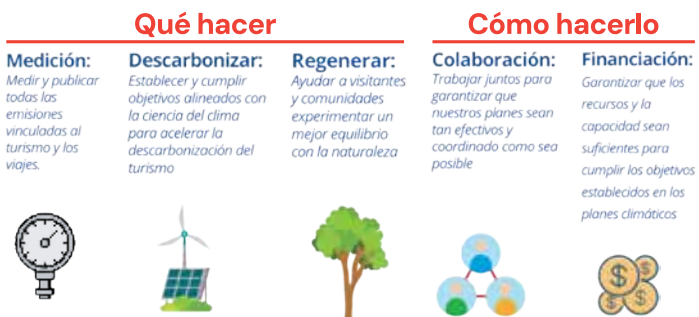 Qué hacer
Medición:
Medir y publicar
todas las
emisiones
vinculadas al
turismo y los
viajes.
Descarbonizar:
Establecer y cumplir
objetivos alineados con
la ciencia del clima
para acelerar la
descarbonización del
turismo
Regenerar:
Ayudar a visitantes
y comunidades
experimentar un
mejor equilibrio
con la naturaleza
Cómo hacerlo
Colaboración:
Trabajar juntos para
garantizar que
nuestros planes sean
tan efectivos y
coordinado como sea
posible
Financiación:
Garantizar que los
recursos y la
capacidad sean
suficientes para
cumplir los objetivos
establecidos en los
planes climáticos
$
$
$
$